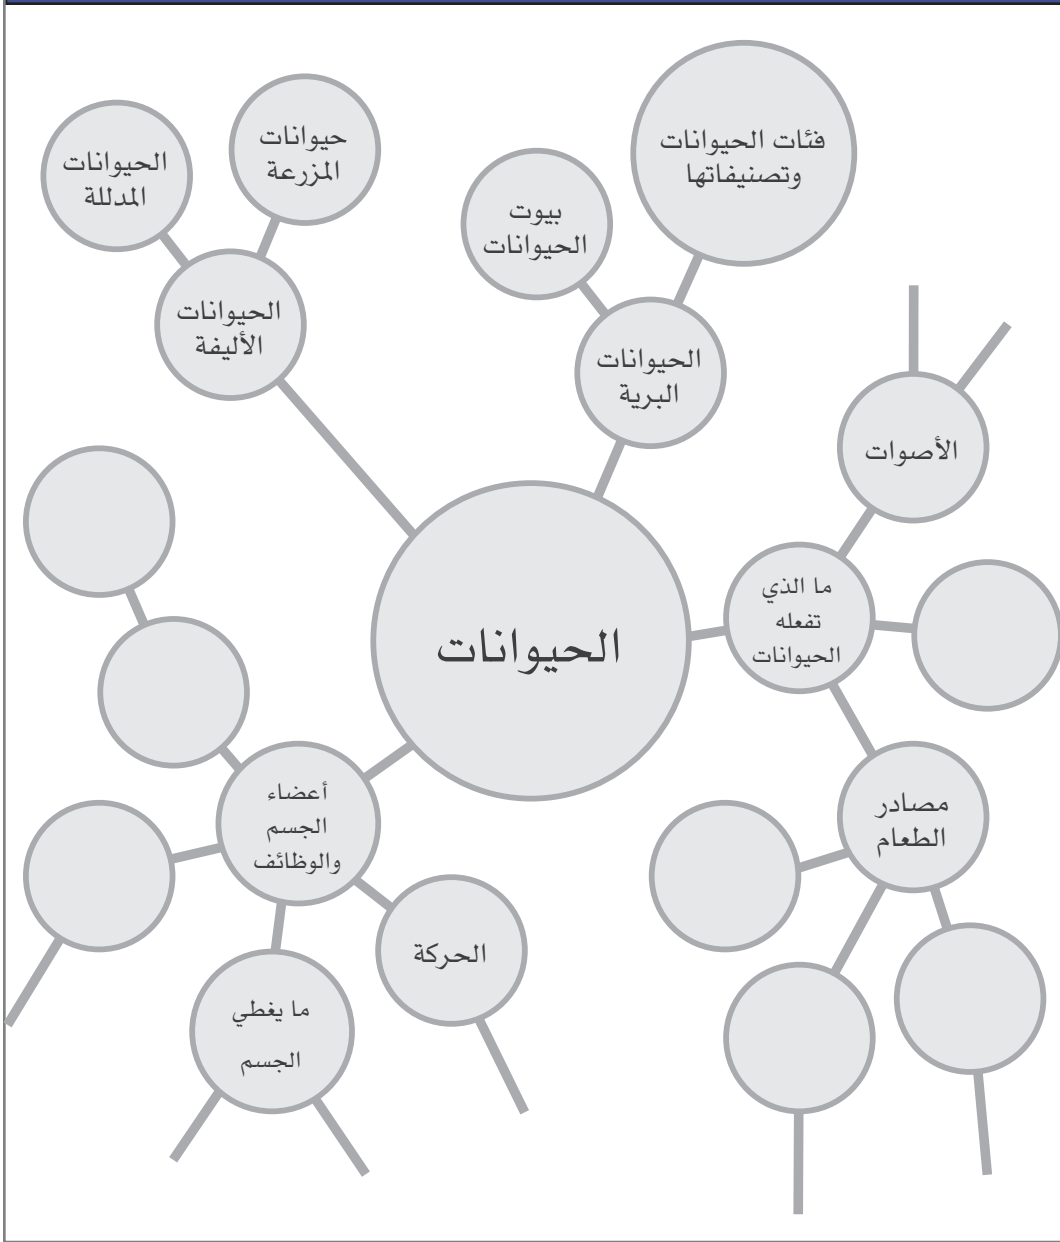 فئات الحيوانات
وتصنيفاتها
بيوت
الحيوانات
الحيوانات
البرية
حيوانات
المزرعة
الحيوانات
المدللة
الحيوانات
الأليفة
الأصوات
ما الذي
تفعله
الحيوانات
الحيوانات
مصادر
الطعام
أعضاء
الجسم
والوظائف
الحركة
ما يغطي
الجسم